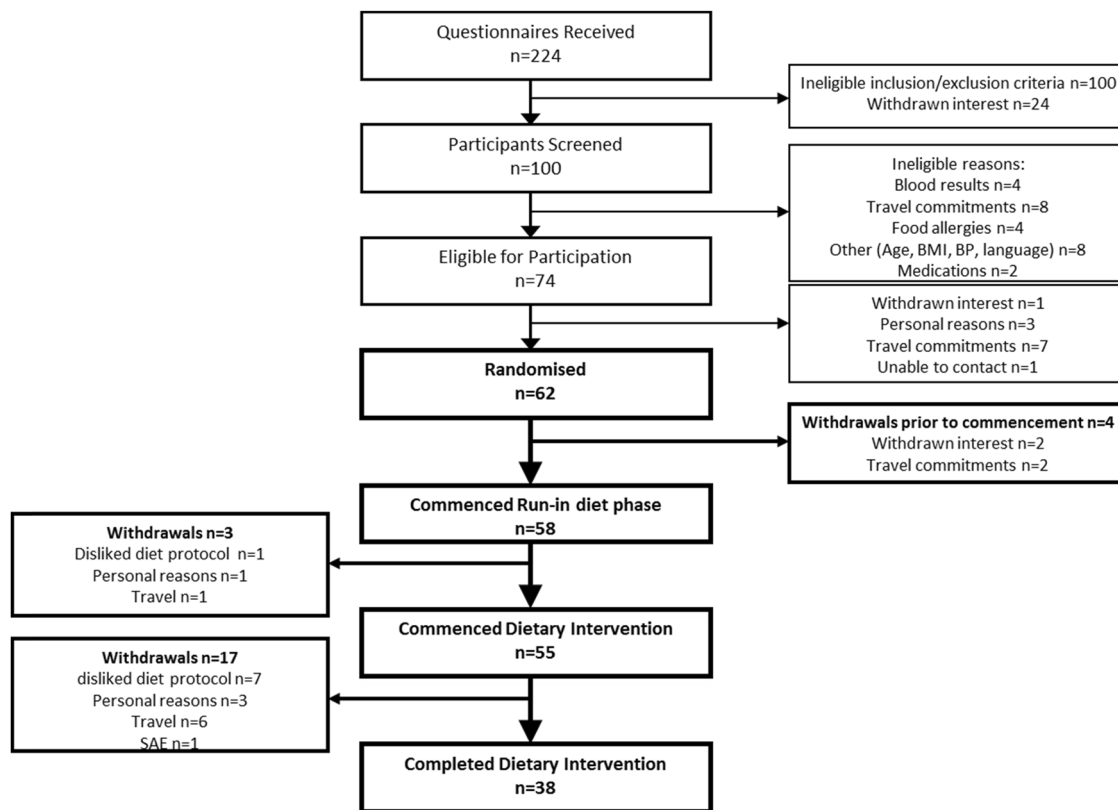 Questionnaires Received
n=224
Ineligible inclusion/exclusion criteria n=100
Withdrawn interest n=24
Participants Screened
n=100
Ineligible reasons:
Blood results n=4
Travel commitments n=8
Food allergies n=4
Other (Age, BMI, BP, language) n=8
Medications n=2
Eligible for Participation
n=74
Withdrawn interest n=1
Personal reasons n=3
Travel commitments n=7
Unable to contact n=1
Randomised
n=62
Withdrawals prior to commencement n=4
Withdrawn interest n=2
Travel commitments n=2
Commenced Run-in diet phase
n=58
Withdrawals n=3
Disliked diet protocol n=1
Personal reasons n=1
Travel n=1
Commenced Dietary Intervention
n=55
Withdrawals n=17
disliked diet protocol n=7
Personal reasons n=3
Travel n=6
SAE n=1
Completed Dietary Intervention
n=38